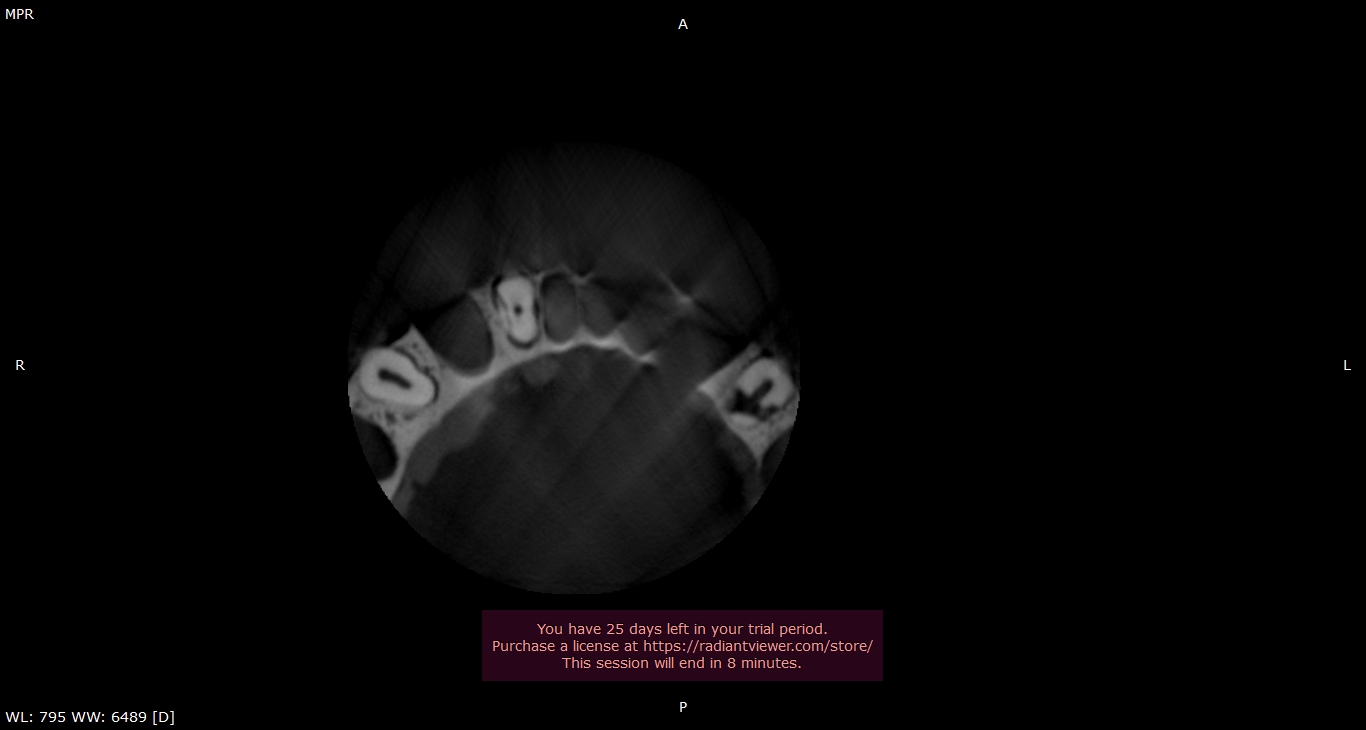 MPR
A
R
L
You have 25 days left in your trial period.
Purchase a license at https://radiantviewer.com/store/
This session will end in 8 minutes.
P
WL: 795 WW: 6489 [D]